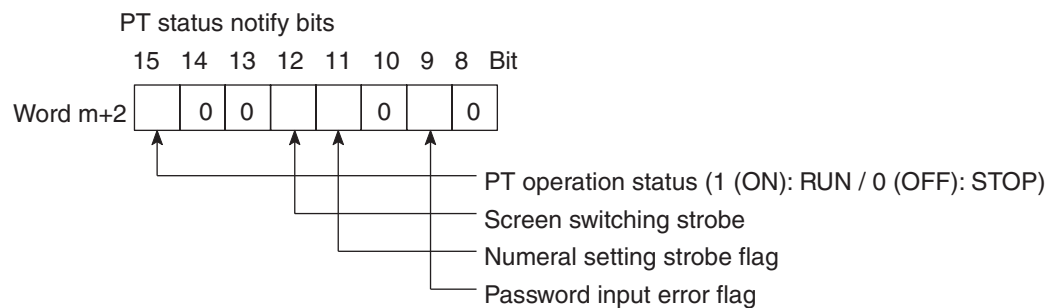 PT status notify bits
15 14 13 12 11 10 9 8 Bit
Word m+2 0 0 0 0
PT operation status (1 (ON): RUN / 0 (OFF): STOP)
Screen switching strobe
Numeral setting strobe flag
Password input error flag